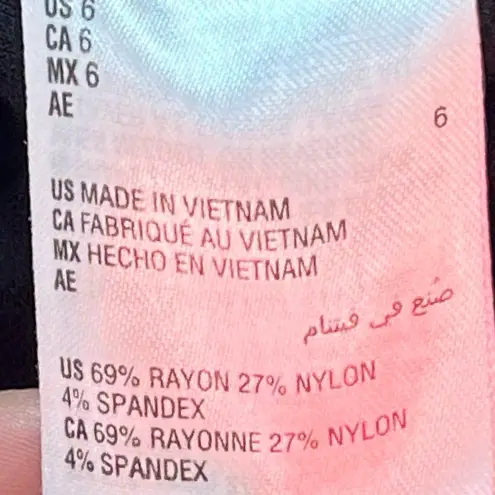 US 6
CA 6
MX 6
AE
6
US MADE IN VIETNAM
CA FABRIQUÉ AU VIETNAM
MX HECHO EN VIETNAM
AE
صُنع في فيتنام
US 69% RAYON 27% NYLON
4% SPANDEX
CA 69% RAYONNE 27% NYLON
4% SPANDEX